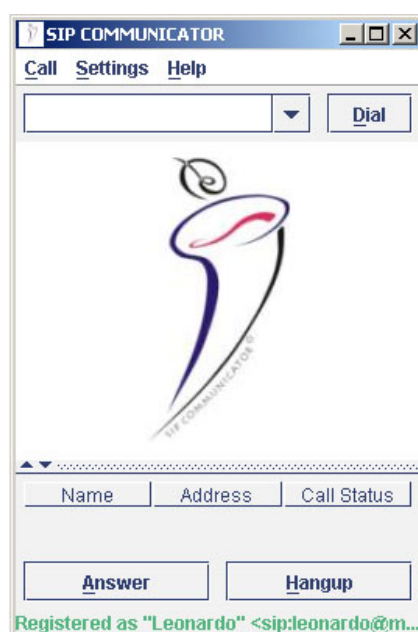 SIP COMMUNICATOR
Call Settings Help
Dial
SIP COMMUNICATOR ©
Name Address Call Status
Answer Hangup
Registered as "Leonardo" <sip:leonardo@m...